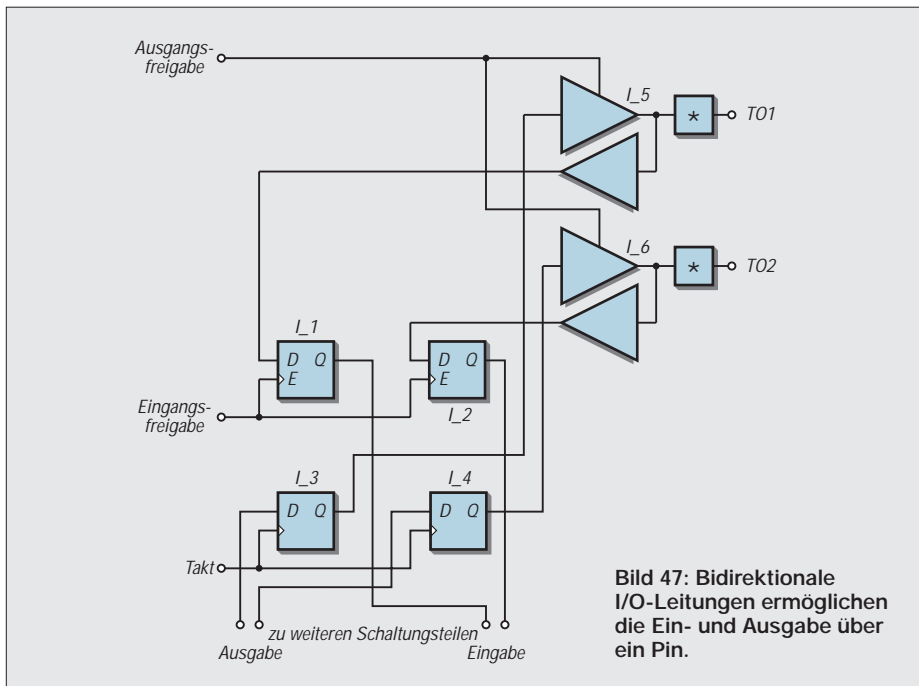 Ausgangs-
freigabe
I_5
*
TO1
I_6
*
TO2
I_1
D Q
E
D Q
E
I_2
Eingangs-
freigabe
I_3
D Q
I_4
D Q
Takt
zu weiteren Schaltungsteilen
Ausgabe
Eingabe
Bild 47: Bidirektionale
I/O-Leitungen ermöglichen
die Ein- und Ausgabe über
ein Pin.